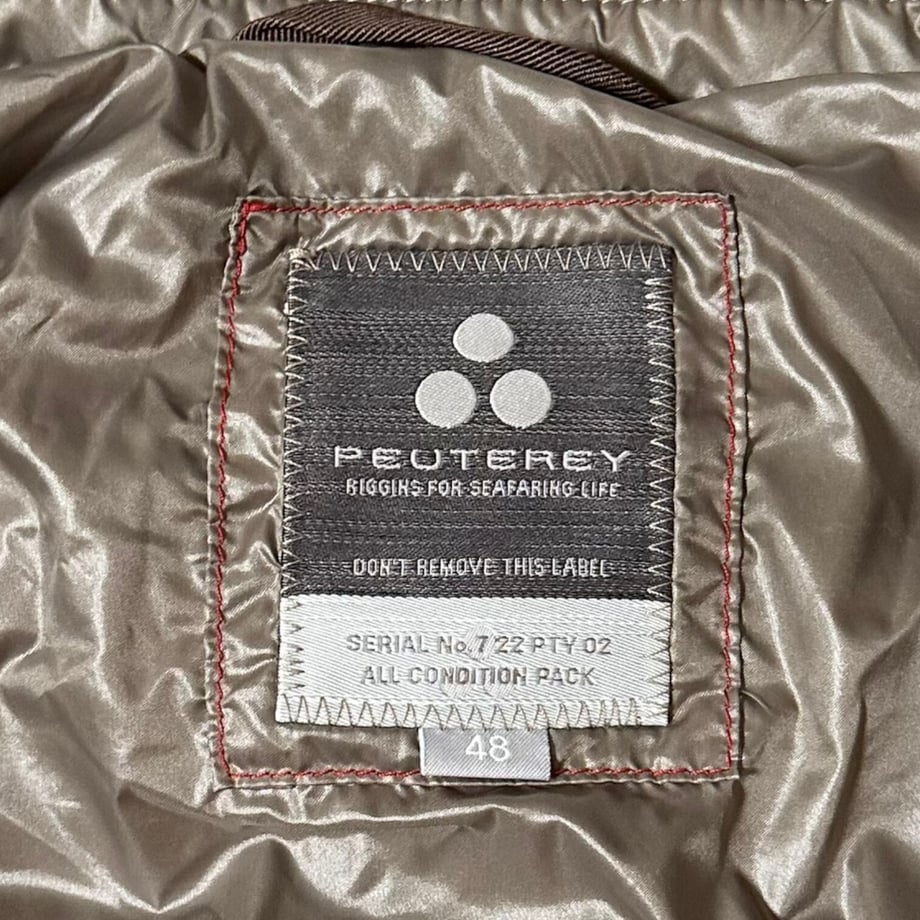 PEUTEREY
RIGGINS FOR SEAFARING LIFE
DON'T REMOVE THIS LABEL
SERIAL No. 7 22 PTY 02
ALL CONDITION PACK
48